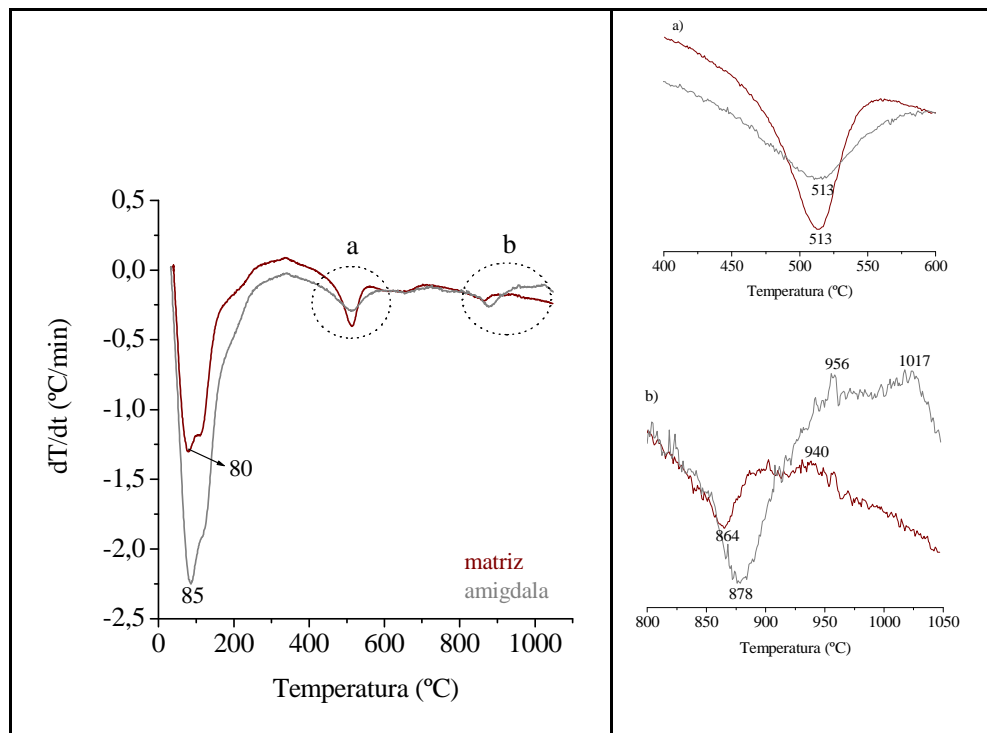 0,5
0,0
-0,5
-1,0
-1,5
-2,0
-2,5
dT/dt (ºC/min)
a
b
80
85
matriz
amigdala
0 200 400 600 800 1000
Temperatura (ºC)
a)
513
513
400 450 500 550 600
Temperatura (ºC)
b)
956 1017
940
864
878
800 850 900 950 1000 1050
Temperatura (ºC)